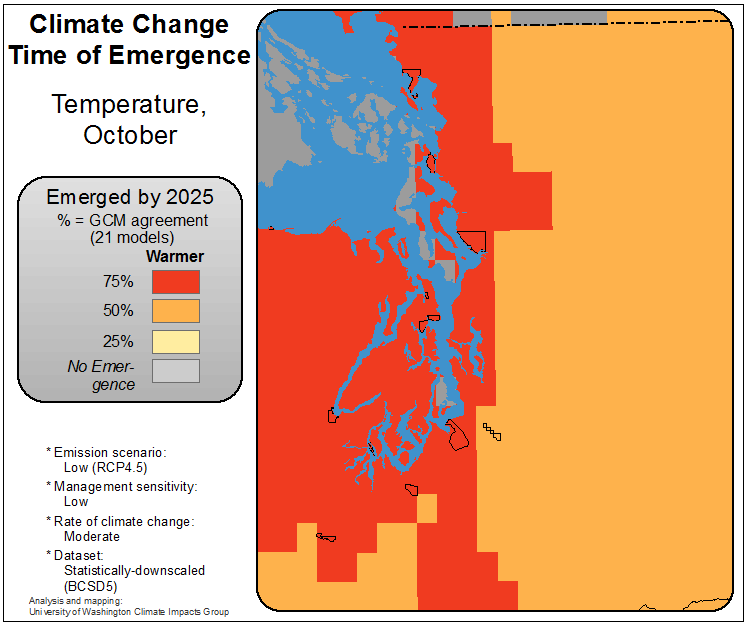 Climate Change
Time of Emergence
Temperature,
October
Emerged by 2025
% = GCM agreement
(21 models)
Warmer
75%
50%
25%
No Emer-
gence
* Emission scenario:
Low (RCP4.5)
* Management sensitivity:
Low
* Rate of climate change:
Moderate
* Dataset:
Statistically-downscaled
(BCSD5)
Analysis and mapping:
University of Washington Climate Impacts Group